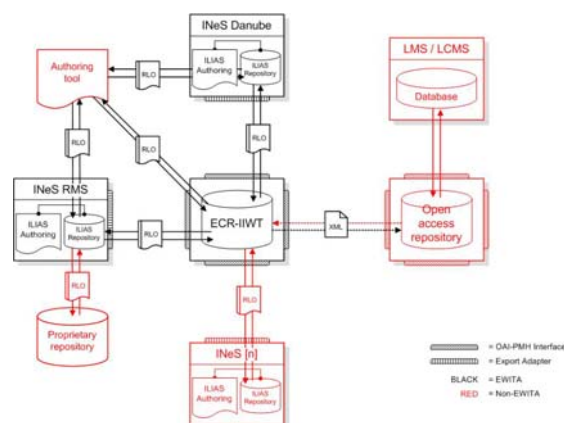 INeS Danube
LMS / LCMS
Authoring
tool
ILIAS
Authoring
ILIAS
Repository
RLO
Database
RLO
RLO
RLO
INeS RMS
ILIAS
Authoring
ILIAS
Repository
RLO
ECR-IIWT
XML
Open
access
repository
RLO
RLO
Proprietary
repository
INeS [n]
ILIAS
Authoring
ILIAS
Repository
= OAI-PMH Interface
= Export Adapter
BLACK = EWITA
RED = Non-EWITA